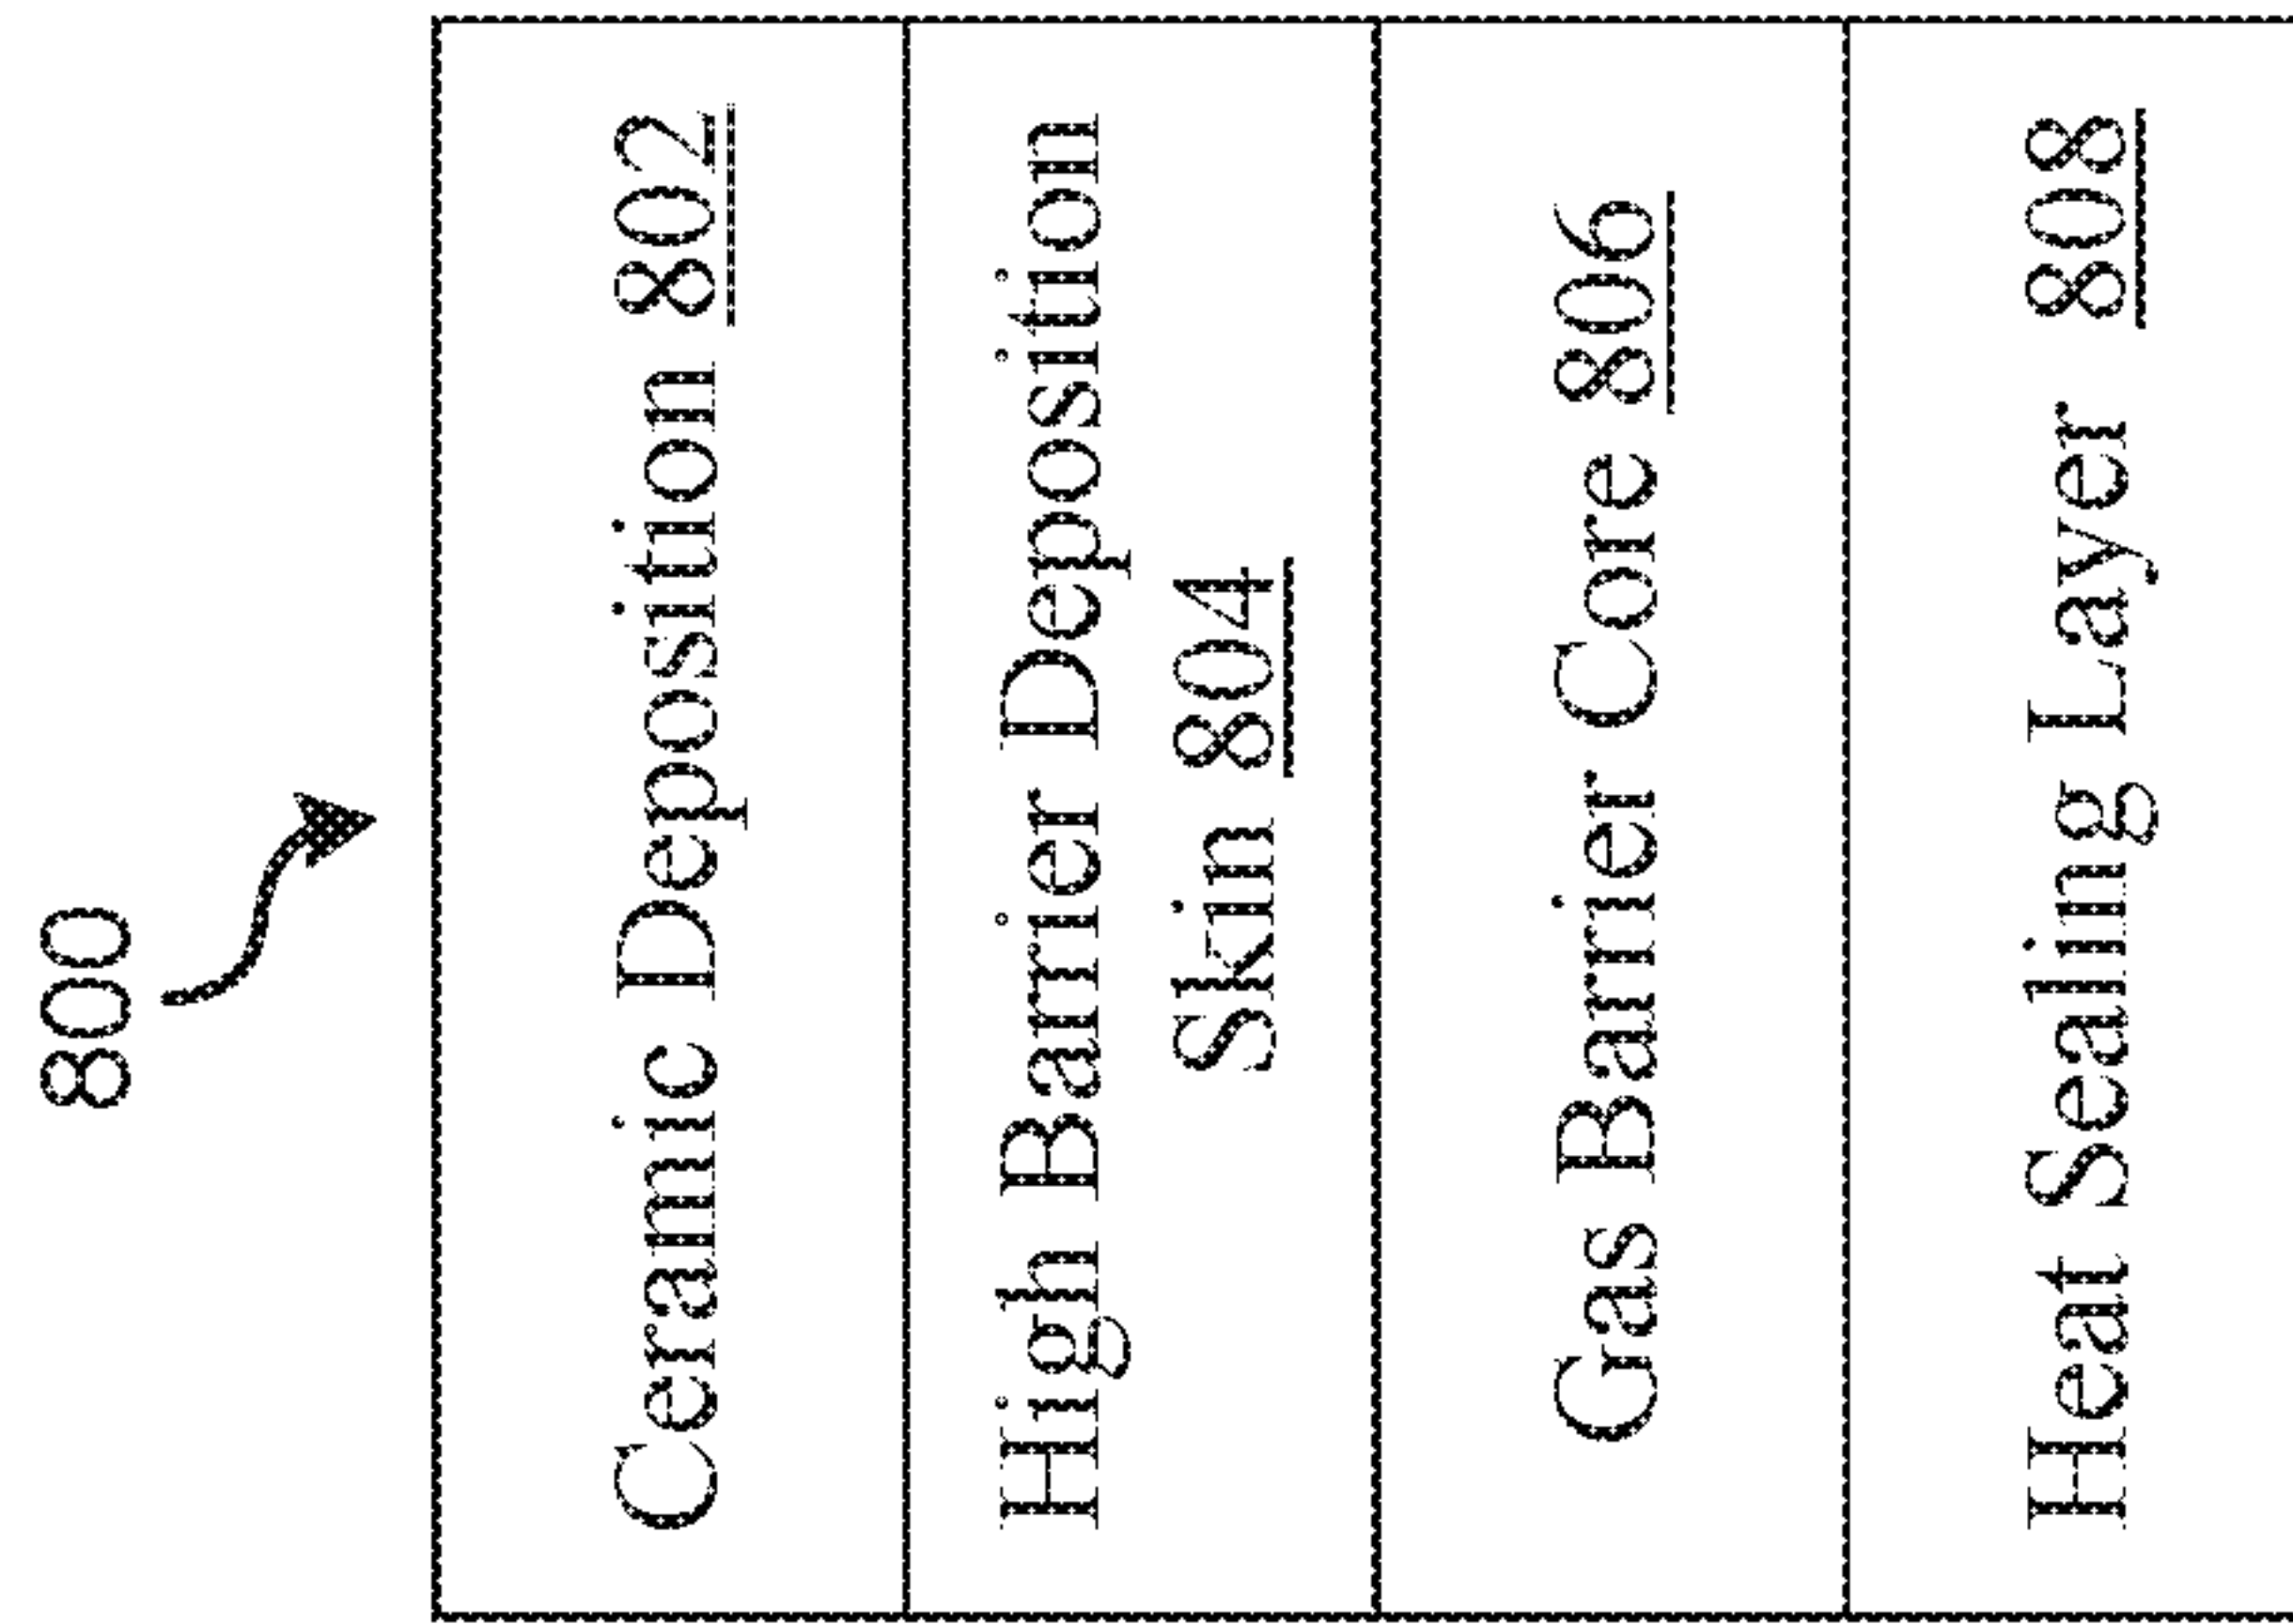 800
Ceramic Deposition 802
High Barrier Deposition
Skin 804
Gas Barrier Core 806
Heat Sealing Layer 808